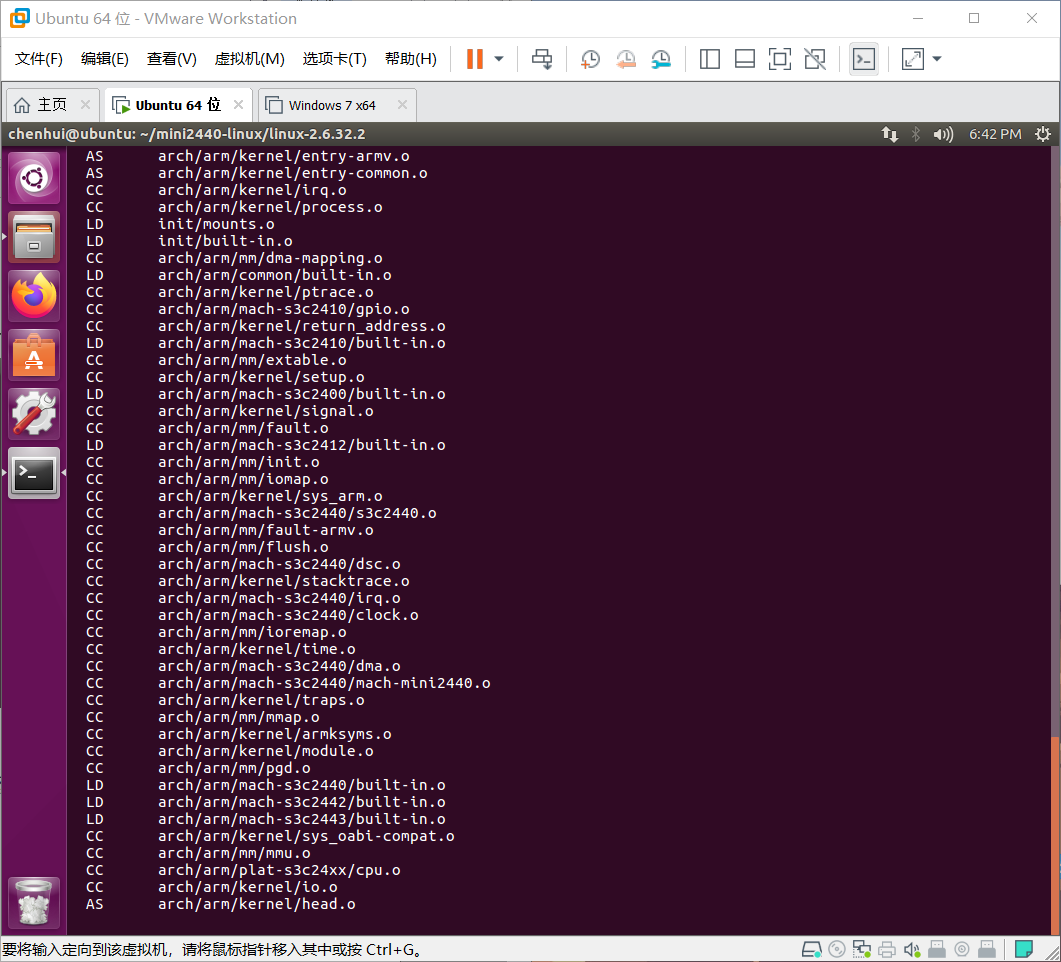 Ubuntu 64 位 - VMware Workstation
文件(F) 编辑(E) 查看(V) 虚拟机(M) 选项卡(T) 帮助(H)
主页 Ubuntu 64 位 Windows 7 x64
chenhui@ubuntu: ~/mini2440-linux/linux-2.6.32.2 6:42 PM
AS arch/arm/kernel/entry-armv.o
AS arch/arm/kernel/entry-common.o
CC arch/arm/kernel/irq.o
CC arch/arm/kernel/process.o
LD init/mounts.o
LD init/built-in.o
CC arch/arm/mm/dma-mapping.o
LD arch/arm/common/built-in.o
CC arch/arm/kernel/ptrace.o
CC arch/arm/mach-s3c2410/gpio.o
CC arch/arm/kernel/return_address.o
LD arch/arm/mach-s3c2410/built-in.o
CC arch/arm/mm/extable.o
CC arch/arm/kernel/setup.o
LD arch/arm/mach-s3c2400/built-in.o
CC arch/arm/kernel/signal.o
CC arch/arm/mm/fault.o
LD arch/arm/mach-s3c2412/built-in.o
CC arch/arm/mm/init.o
CC arch/arm/mm/iomap.o
CC arch/arm/kernel/sys_arm.o
CC arch/arm/mach-s3c2440/s3c2440.o
CC arch/arm/mm/fault-armv.o
CC arch/arm/mm/flush.o
CC arch/arm/mach-s3c2440/dsc.o
CC arch/arm/kernel/stacktrace.o
CC arch/arm/mach-s3c2440/irq.o
CC arch/arm/mach-s3c2440/clock.o
CC arch/arm/mm/ioremap.o
CC arch/arm/kernel/time.o
CC arch/arm/mach-s3c2440/dma.o
CC arch/arm/mach-s3c2440/mach-mini2440.o
CC arch/arm/kernel/traps.o
CC arch/arm/mm/mmap.o
CC arch/arm/kernel/armksyms.o
CC arch/arm/kernel/module.o
CC arch/arm/mm/pgd.o
LD arch/arm/mach-s3c2440/built-in.o
LD arch/arm/mach-s3c2442/built-in.o
LD arch/arm/mach-s3c2443/built-in.o
CC arch/arm/kernel/sys_oabi-compat.o
CC arch/arm/mm/mmu.o
CC arch/arm/plat-s3c24xx/cpu.o
CC arch/arm/kernel/io.o
AS arch/arm/kernel/head.o
要将输入定向到该虚拟机，请将鼠标指针移入其中或按 Ctrl+G。